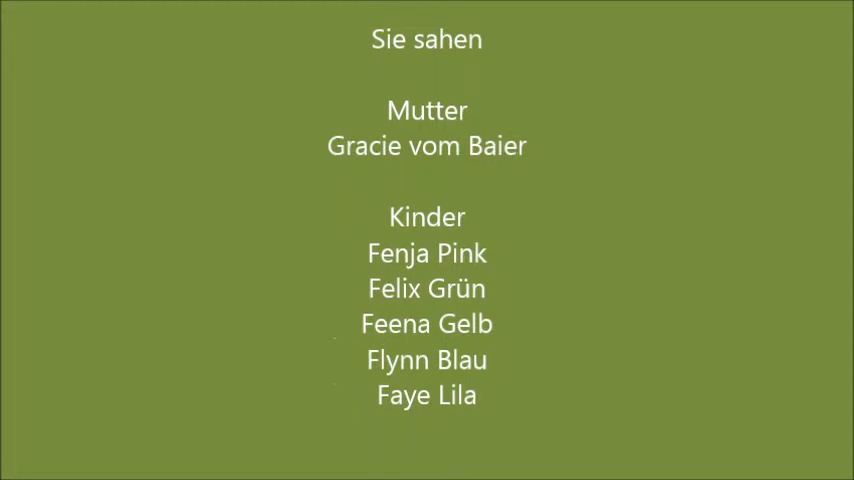 Sie sahen
Mutter
Gracie vom Baier
Kinder
Fenja Pink
Felix Grün
Feena Gelb
Flynn Blau
Faye Lila